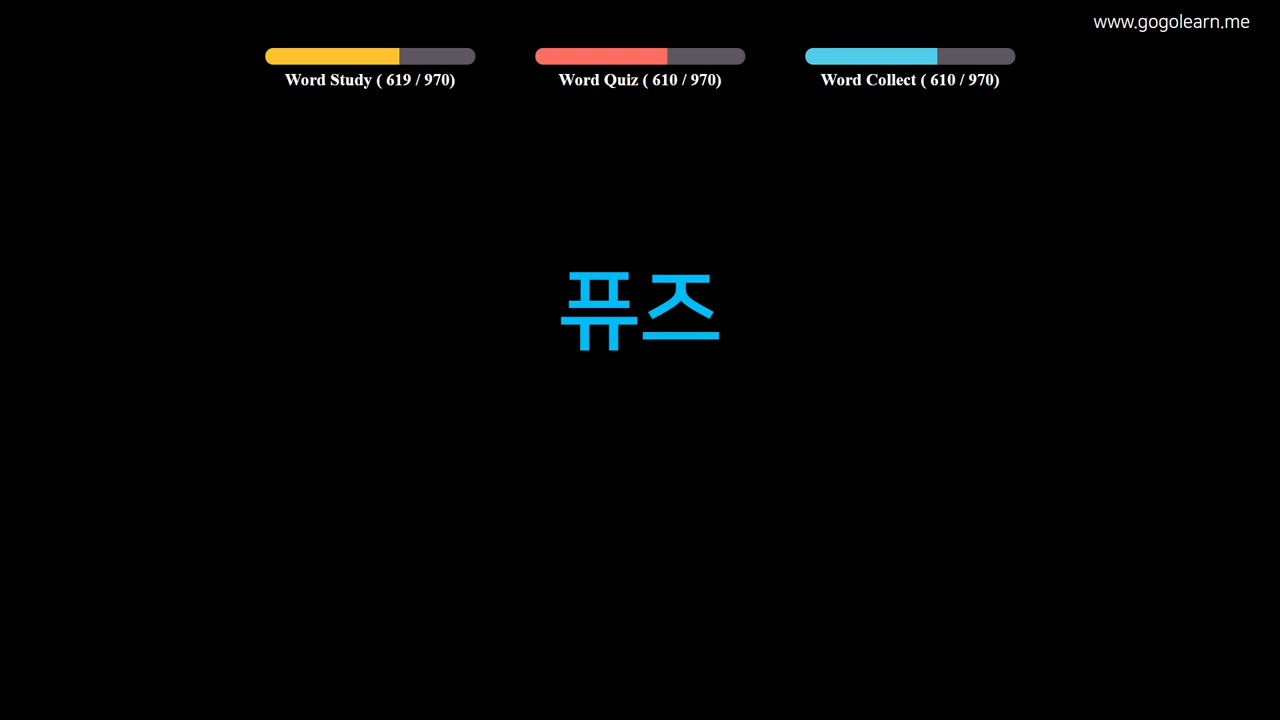 www.gogolearn.me
Word Study ( 619 / 970)
Word Quiz ( 610 / 970)
Word Collect ( 610 / 970)
퓨즈